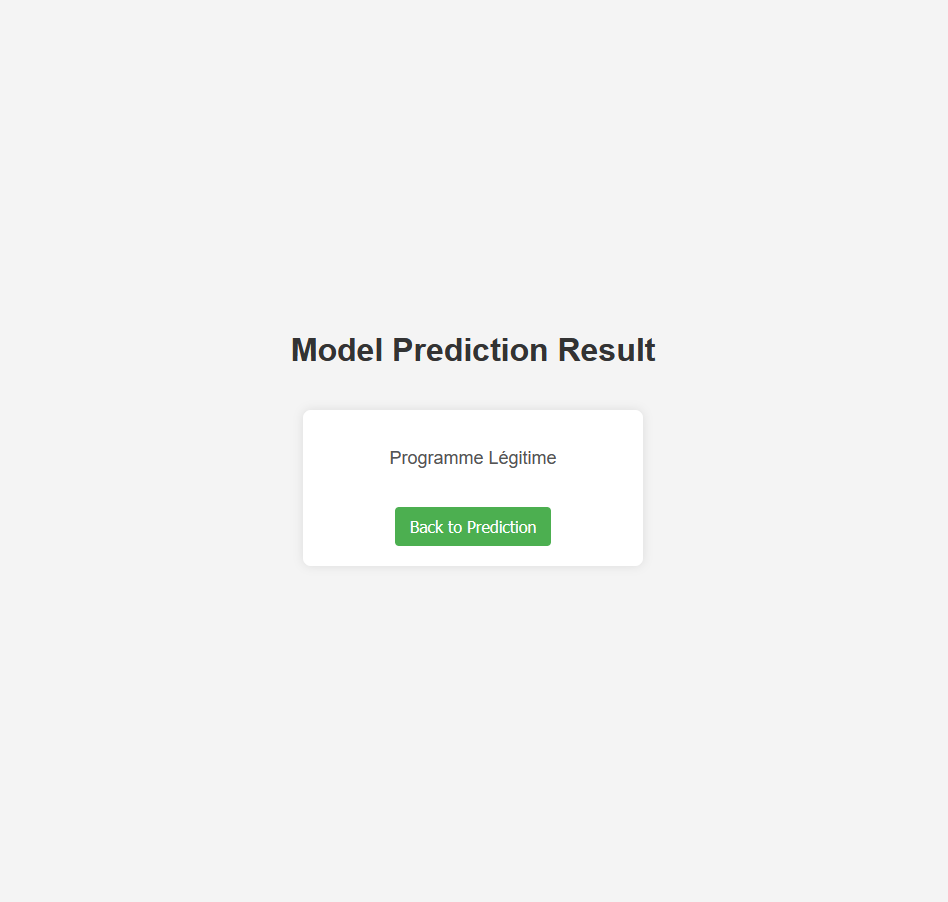 Model Prediction Result
Programme Légitime
Back to Prediction